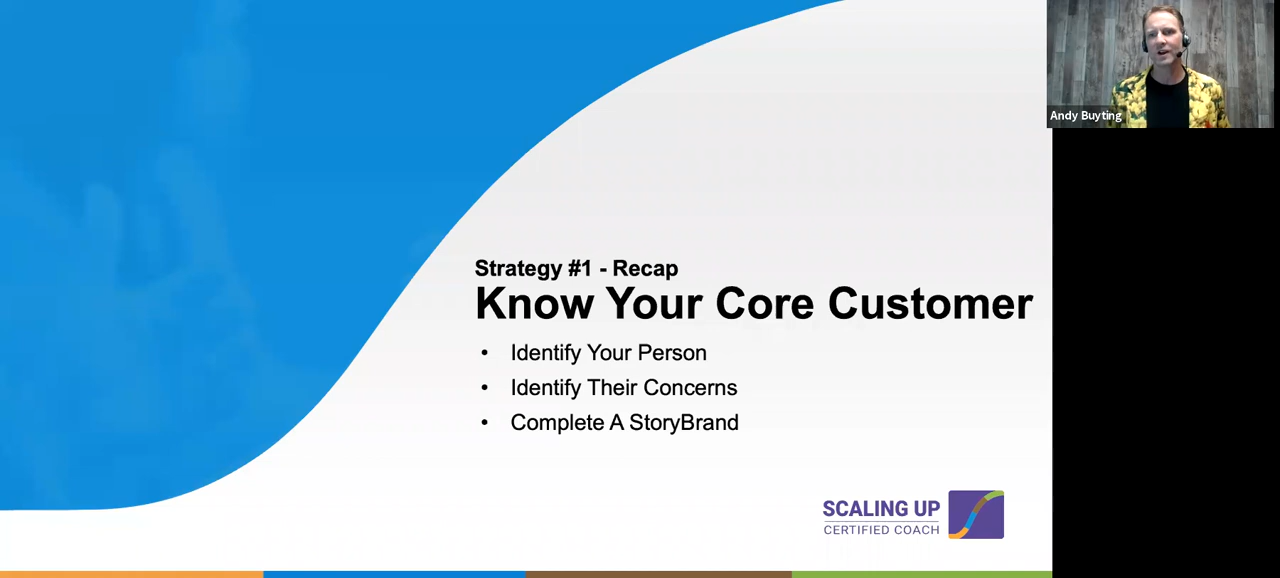 Andy Buyting
Strategy #1 - Recap
Know Your Core Customer
• Identify Your Person
• Identify Their Concerns
• Complete A StoryBrand
SCALING UP
CERTIFIED COACH